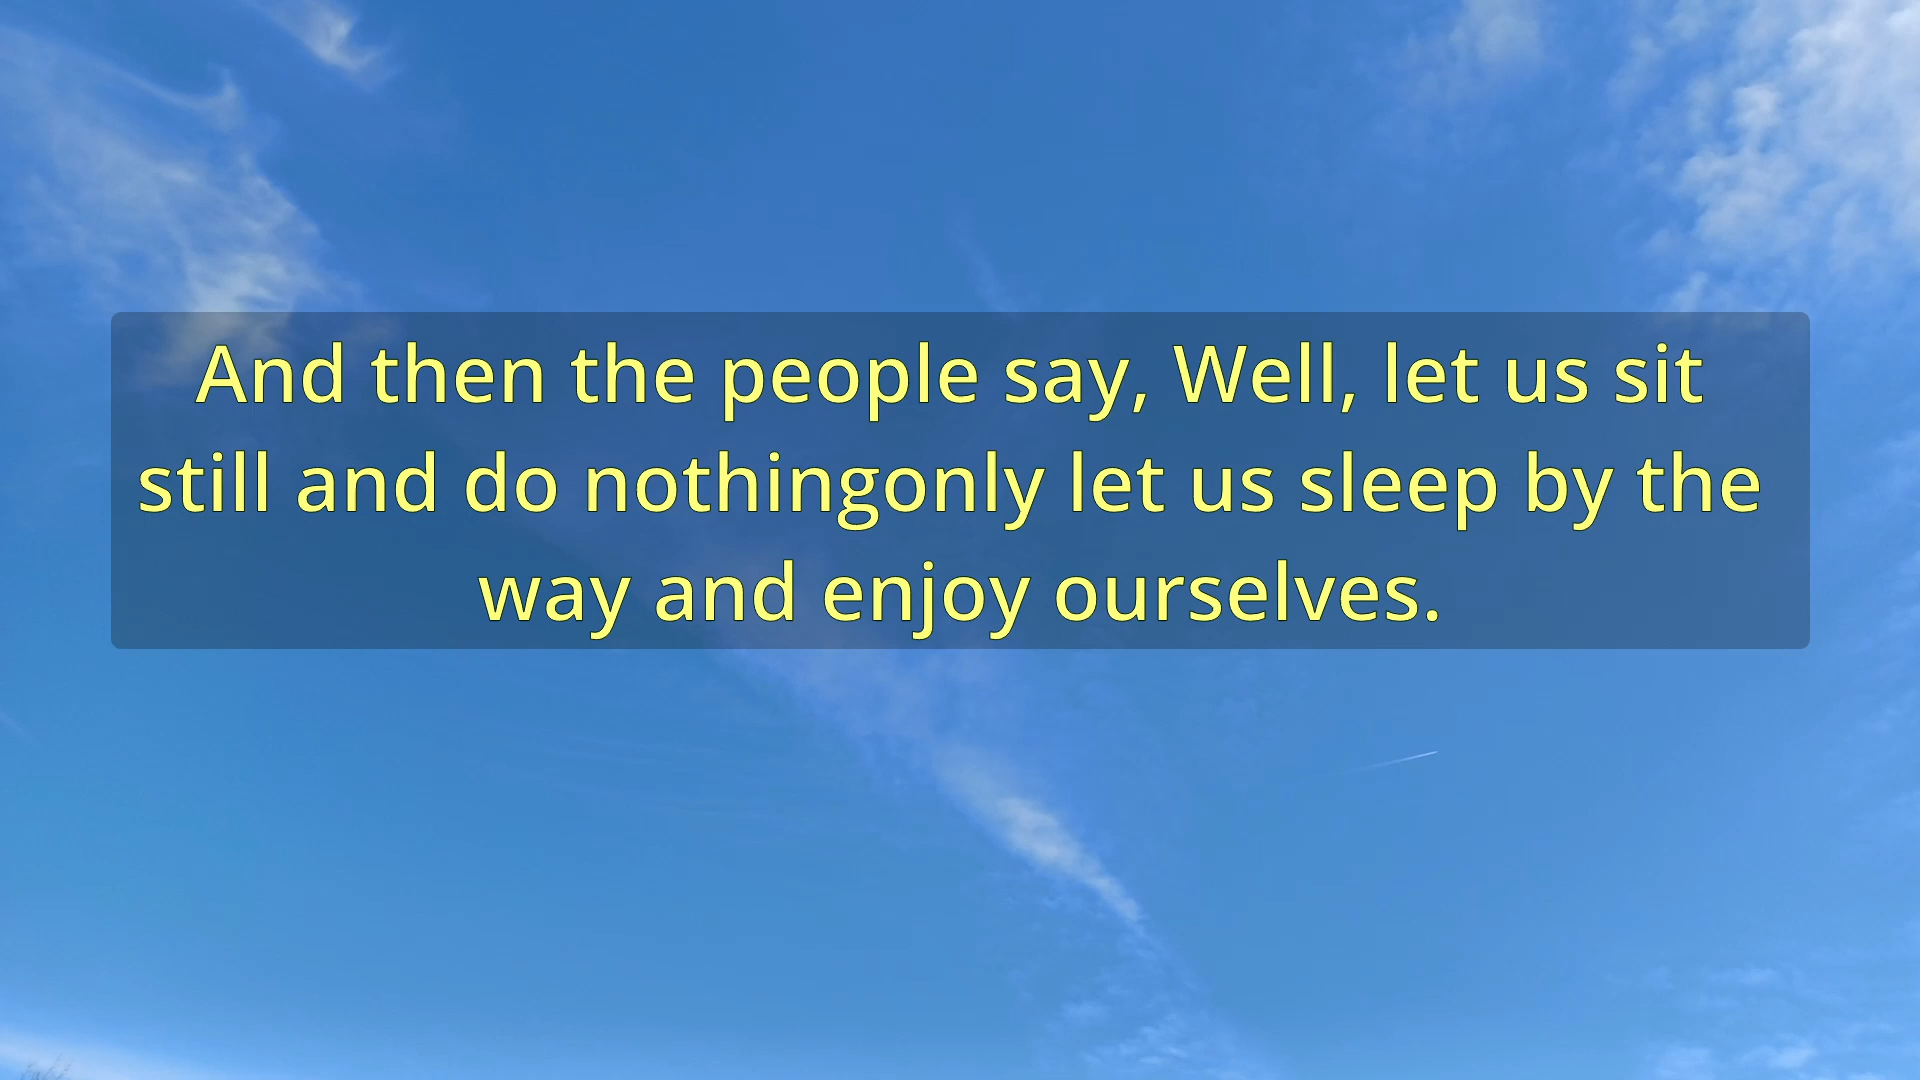 And then the people say, Well, let us sit
still and do nothingonly let us sleep by the
way and enjoy ourselves.